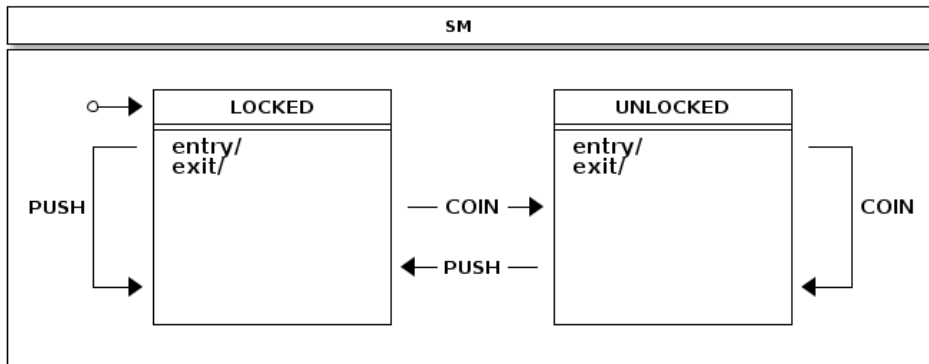 SM
LOCKED
UNLOCKED
entry/
exit/
entry/
exit/
PUSH
COIN
COIN
PUSH